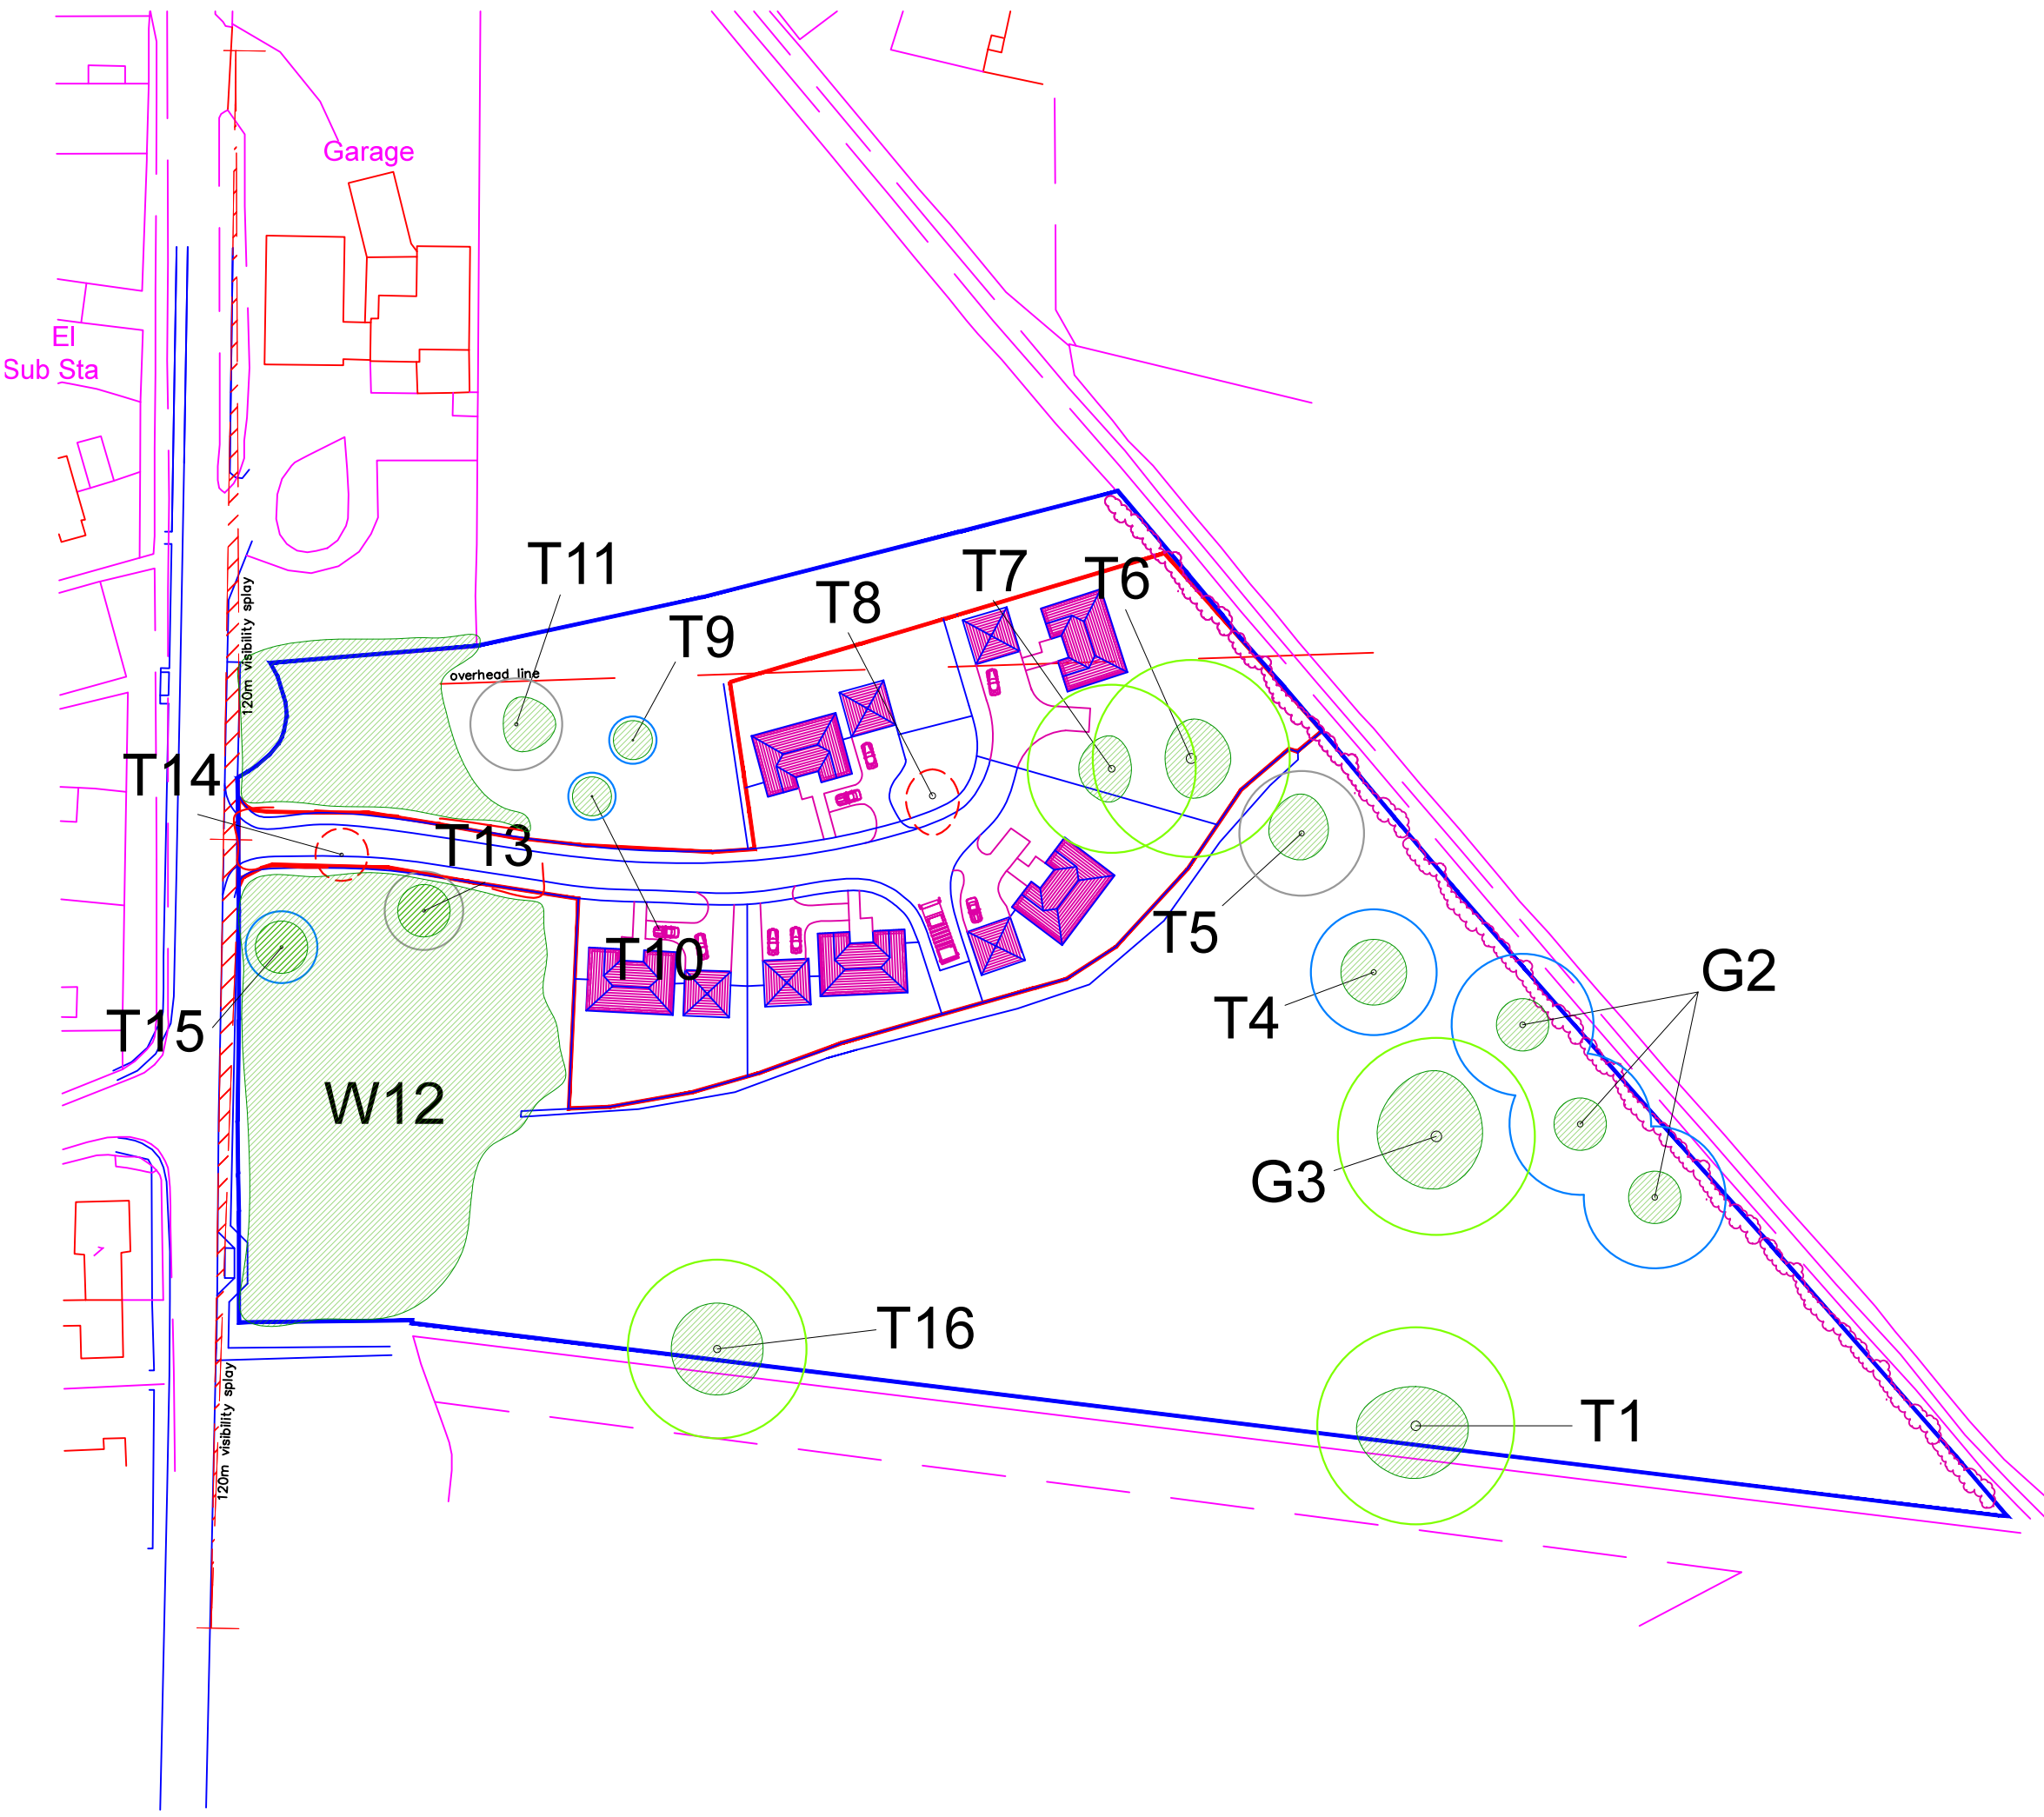 Garage
El
Sub Sta
T11
T7
T6
T8
T9
120m visibility splay
overhead line
T14
T13
T5
T10
G2
T4
T15
W12
G3
T16
T1
120m visibility splay